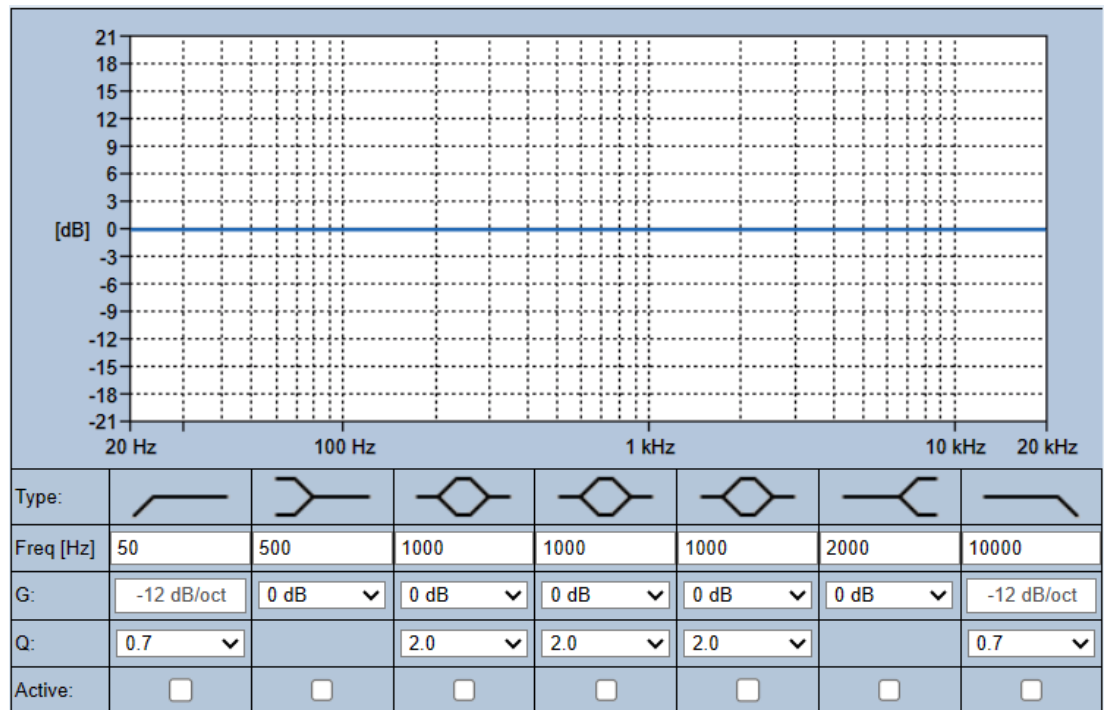 21
18
15
12
9
6
3
[dB] 0
-3
-6
-9
-12
-15
-18
-21
20 Hz 100 Hz 1 kHz 10 kHz 20 kHz
Type:
Freq [Hz] 50 500 1000 1000 1000 2000 10000
G: -12 dB/oct 0 dB 0 dB 0 dB 0 dB 0 dB -12 dB/oct
Q: 0.7 2.0 2.0 2.0 0.7
Active: